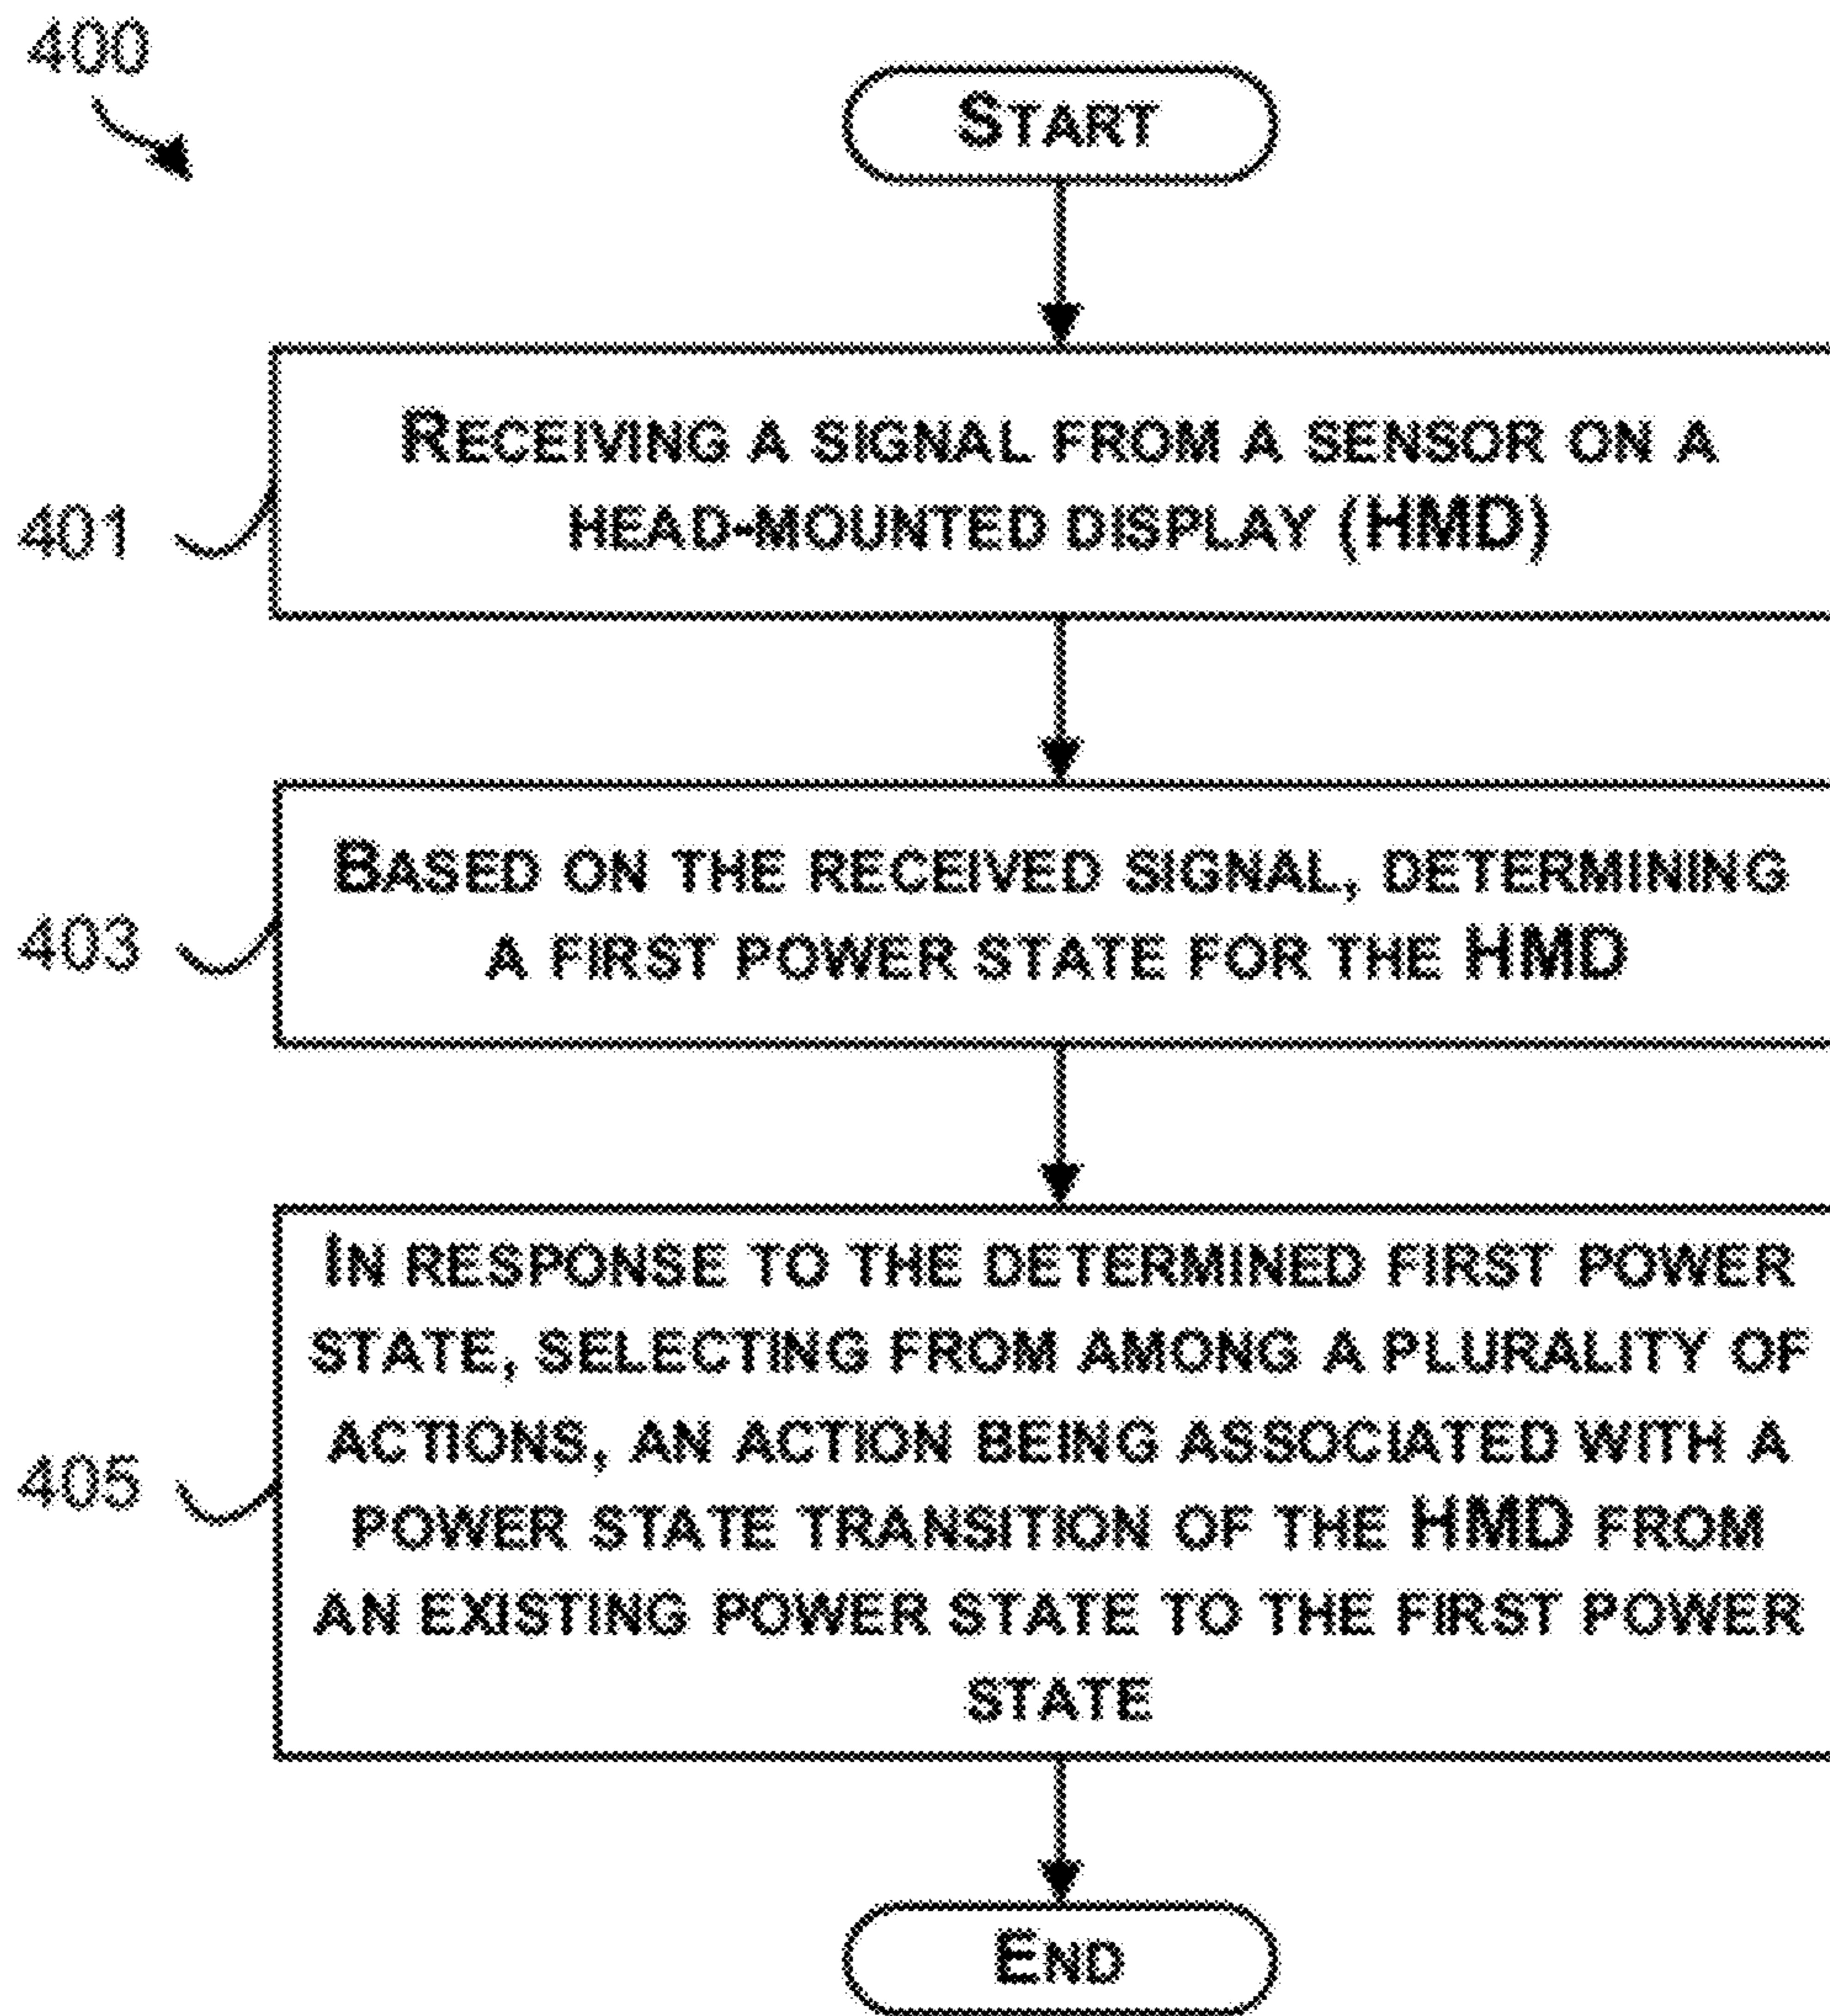 400
START
RECEIVING A SIGNAL FROM A SENSOR ON A
HEAD-MOUNTED DISPLAY (HMD)
401
BASED ON THE RECEIVED SIGNAL, DETERMINING
A FIRST POWER STATE FOR THE HMD
403
IN RESPONSE TO THE DETERMINED FIRST POWER
STATE, SELECTING FROM AMONG A PLURALITY OF
ACTIONS, AN ACTION BEING ASSOCIATED WITH A
POWER STATE TRANSITION OF THE HMD FROM
AN EXISTING POWER STATE TO THE FIRST POWER
STATE
405
END